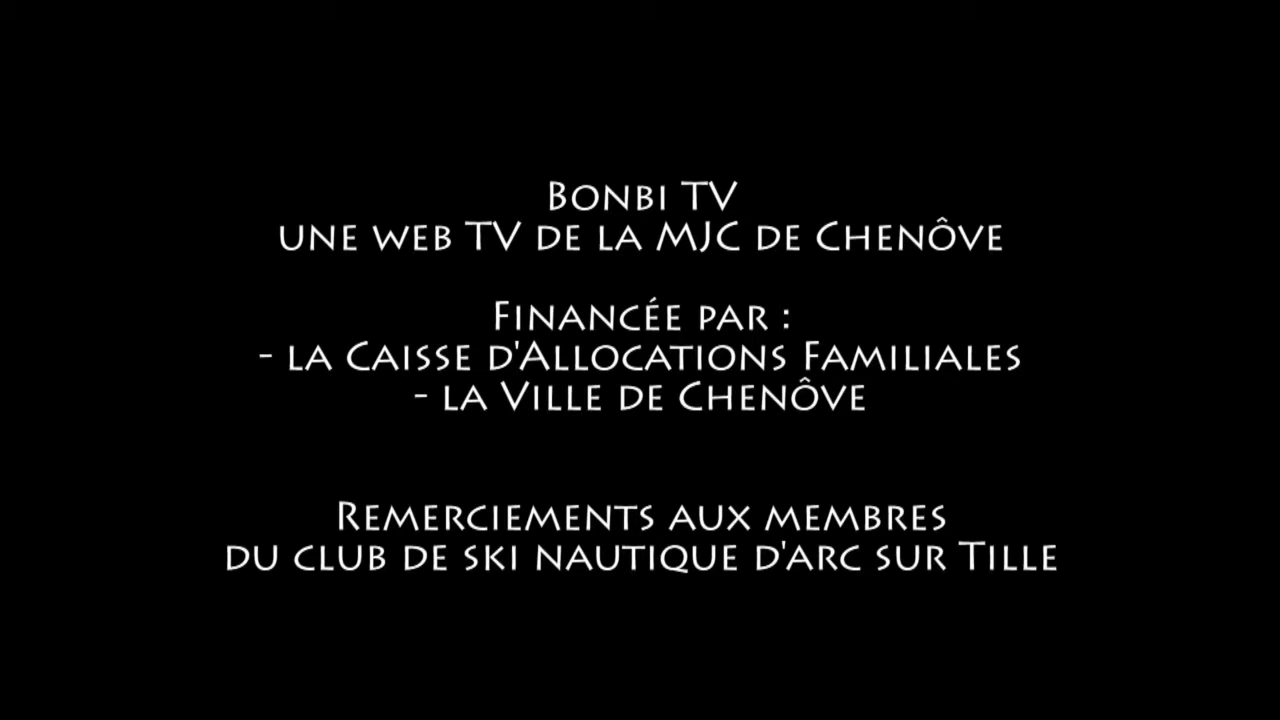 Bonbi TV
une web TV de la MJC de Chenôve
Financée par :
- la Caisse d'Allocations Familiales
- la Ville de Chenôve
Remerciements aux membres
du club de ski nautique d'arc sur Tille